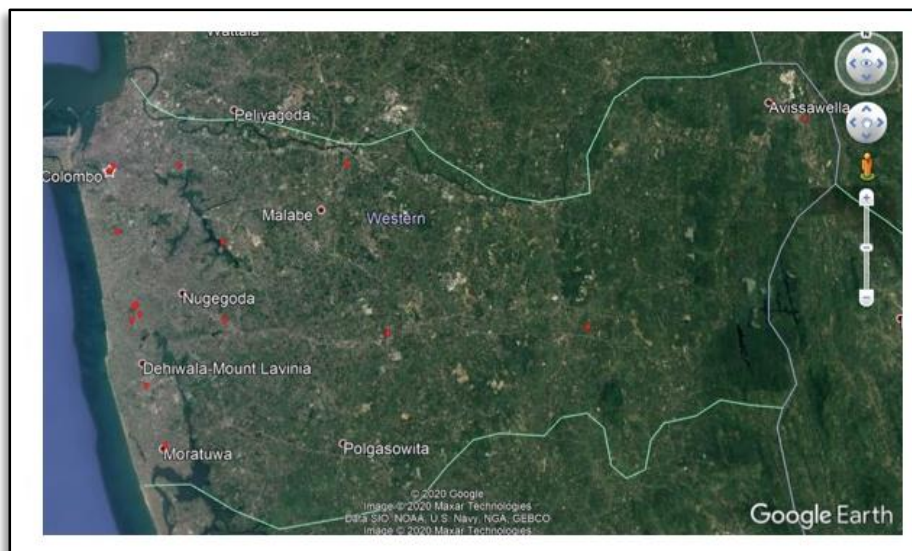 Wattala
N
Peliyagoda
Avissawella
Colombo
Malabe
Western
Nugegoda
Dehiwala-Mount Lavinia
Moratuwa
Polgasowita
© 2020 Google
Image © 2020 Maxar Technologies
Data SIO, NOAA, U.S. Navy, NGA, GEBCO
Image © 2020 Maxar Technologies
Google Earth